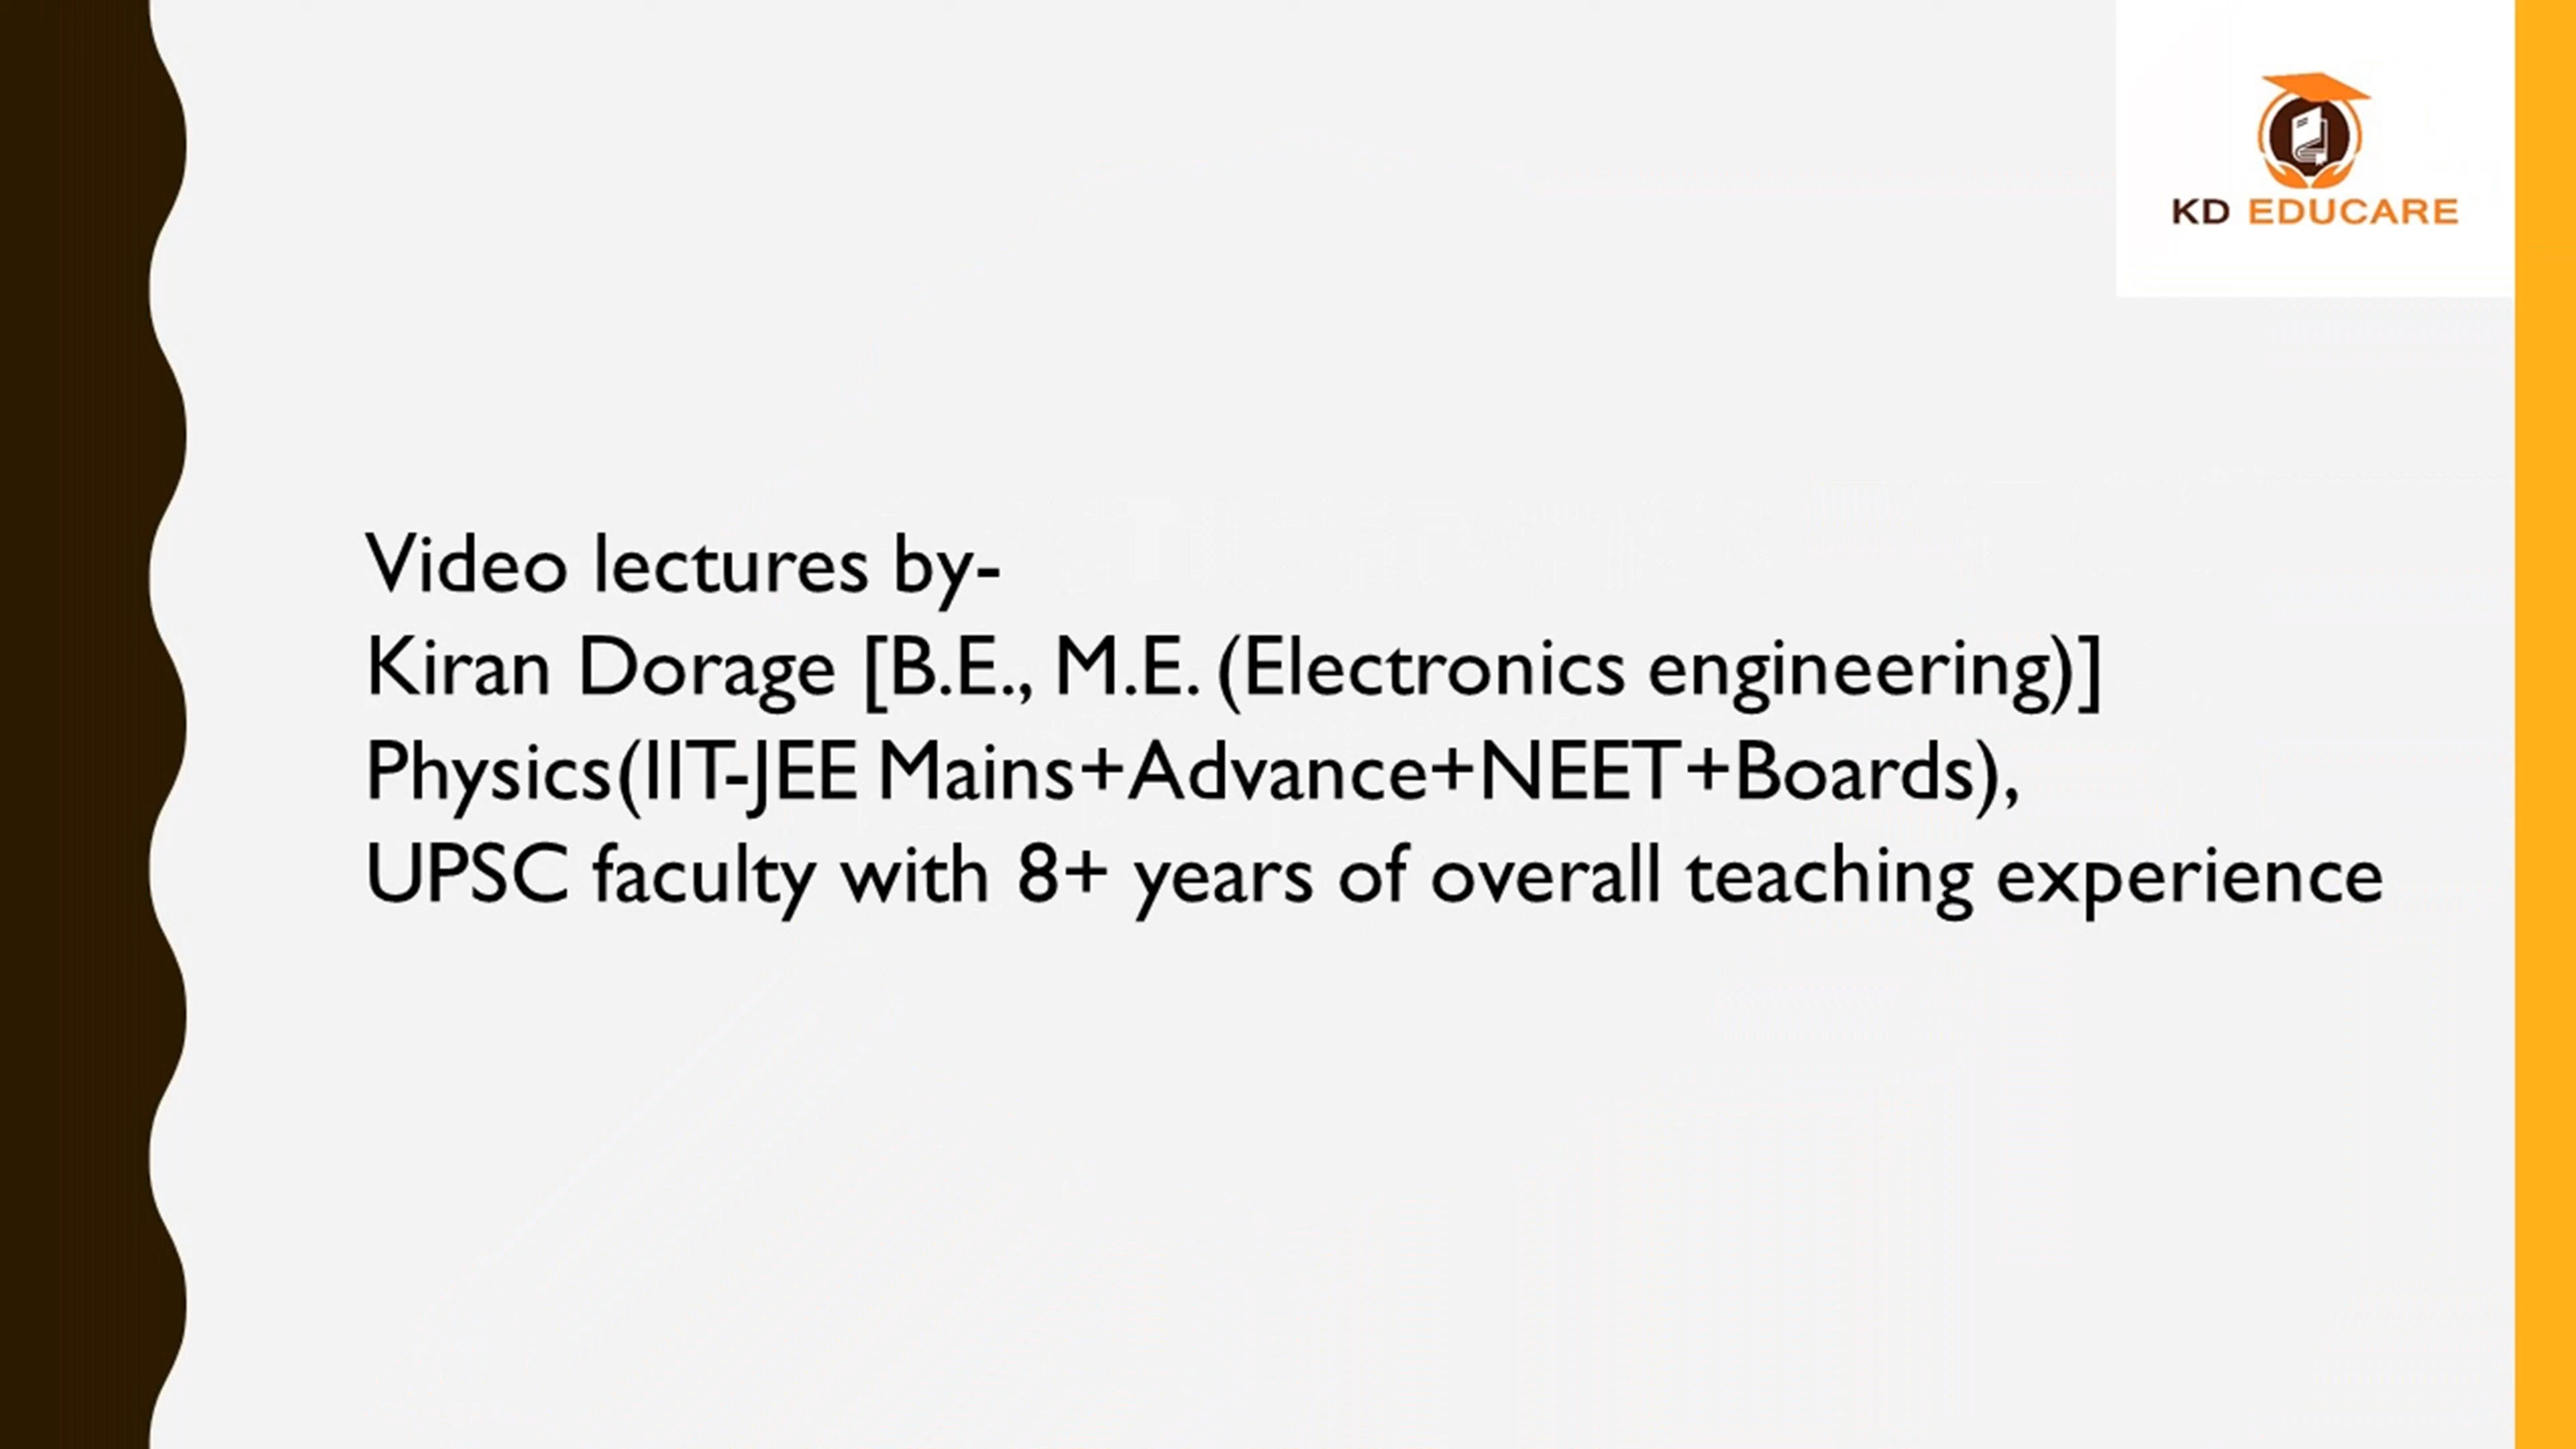 KD EDUCARE
Video lectures by-
Kiran Dorage [B.E., M.E. (Electronics engineering)]
Physics(IIT-JEE Mains+Advance+NEET+Boards),
UPSC faculty with 8+ years of overall teaching experience